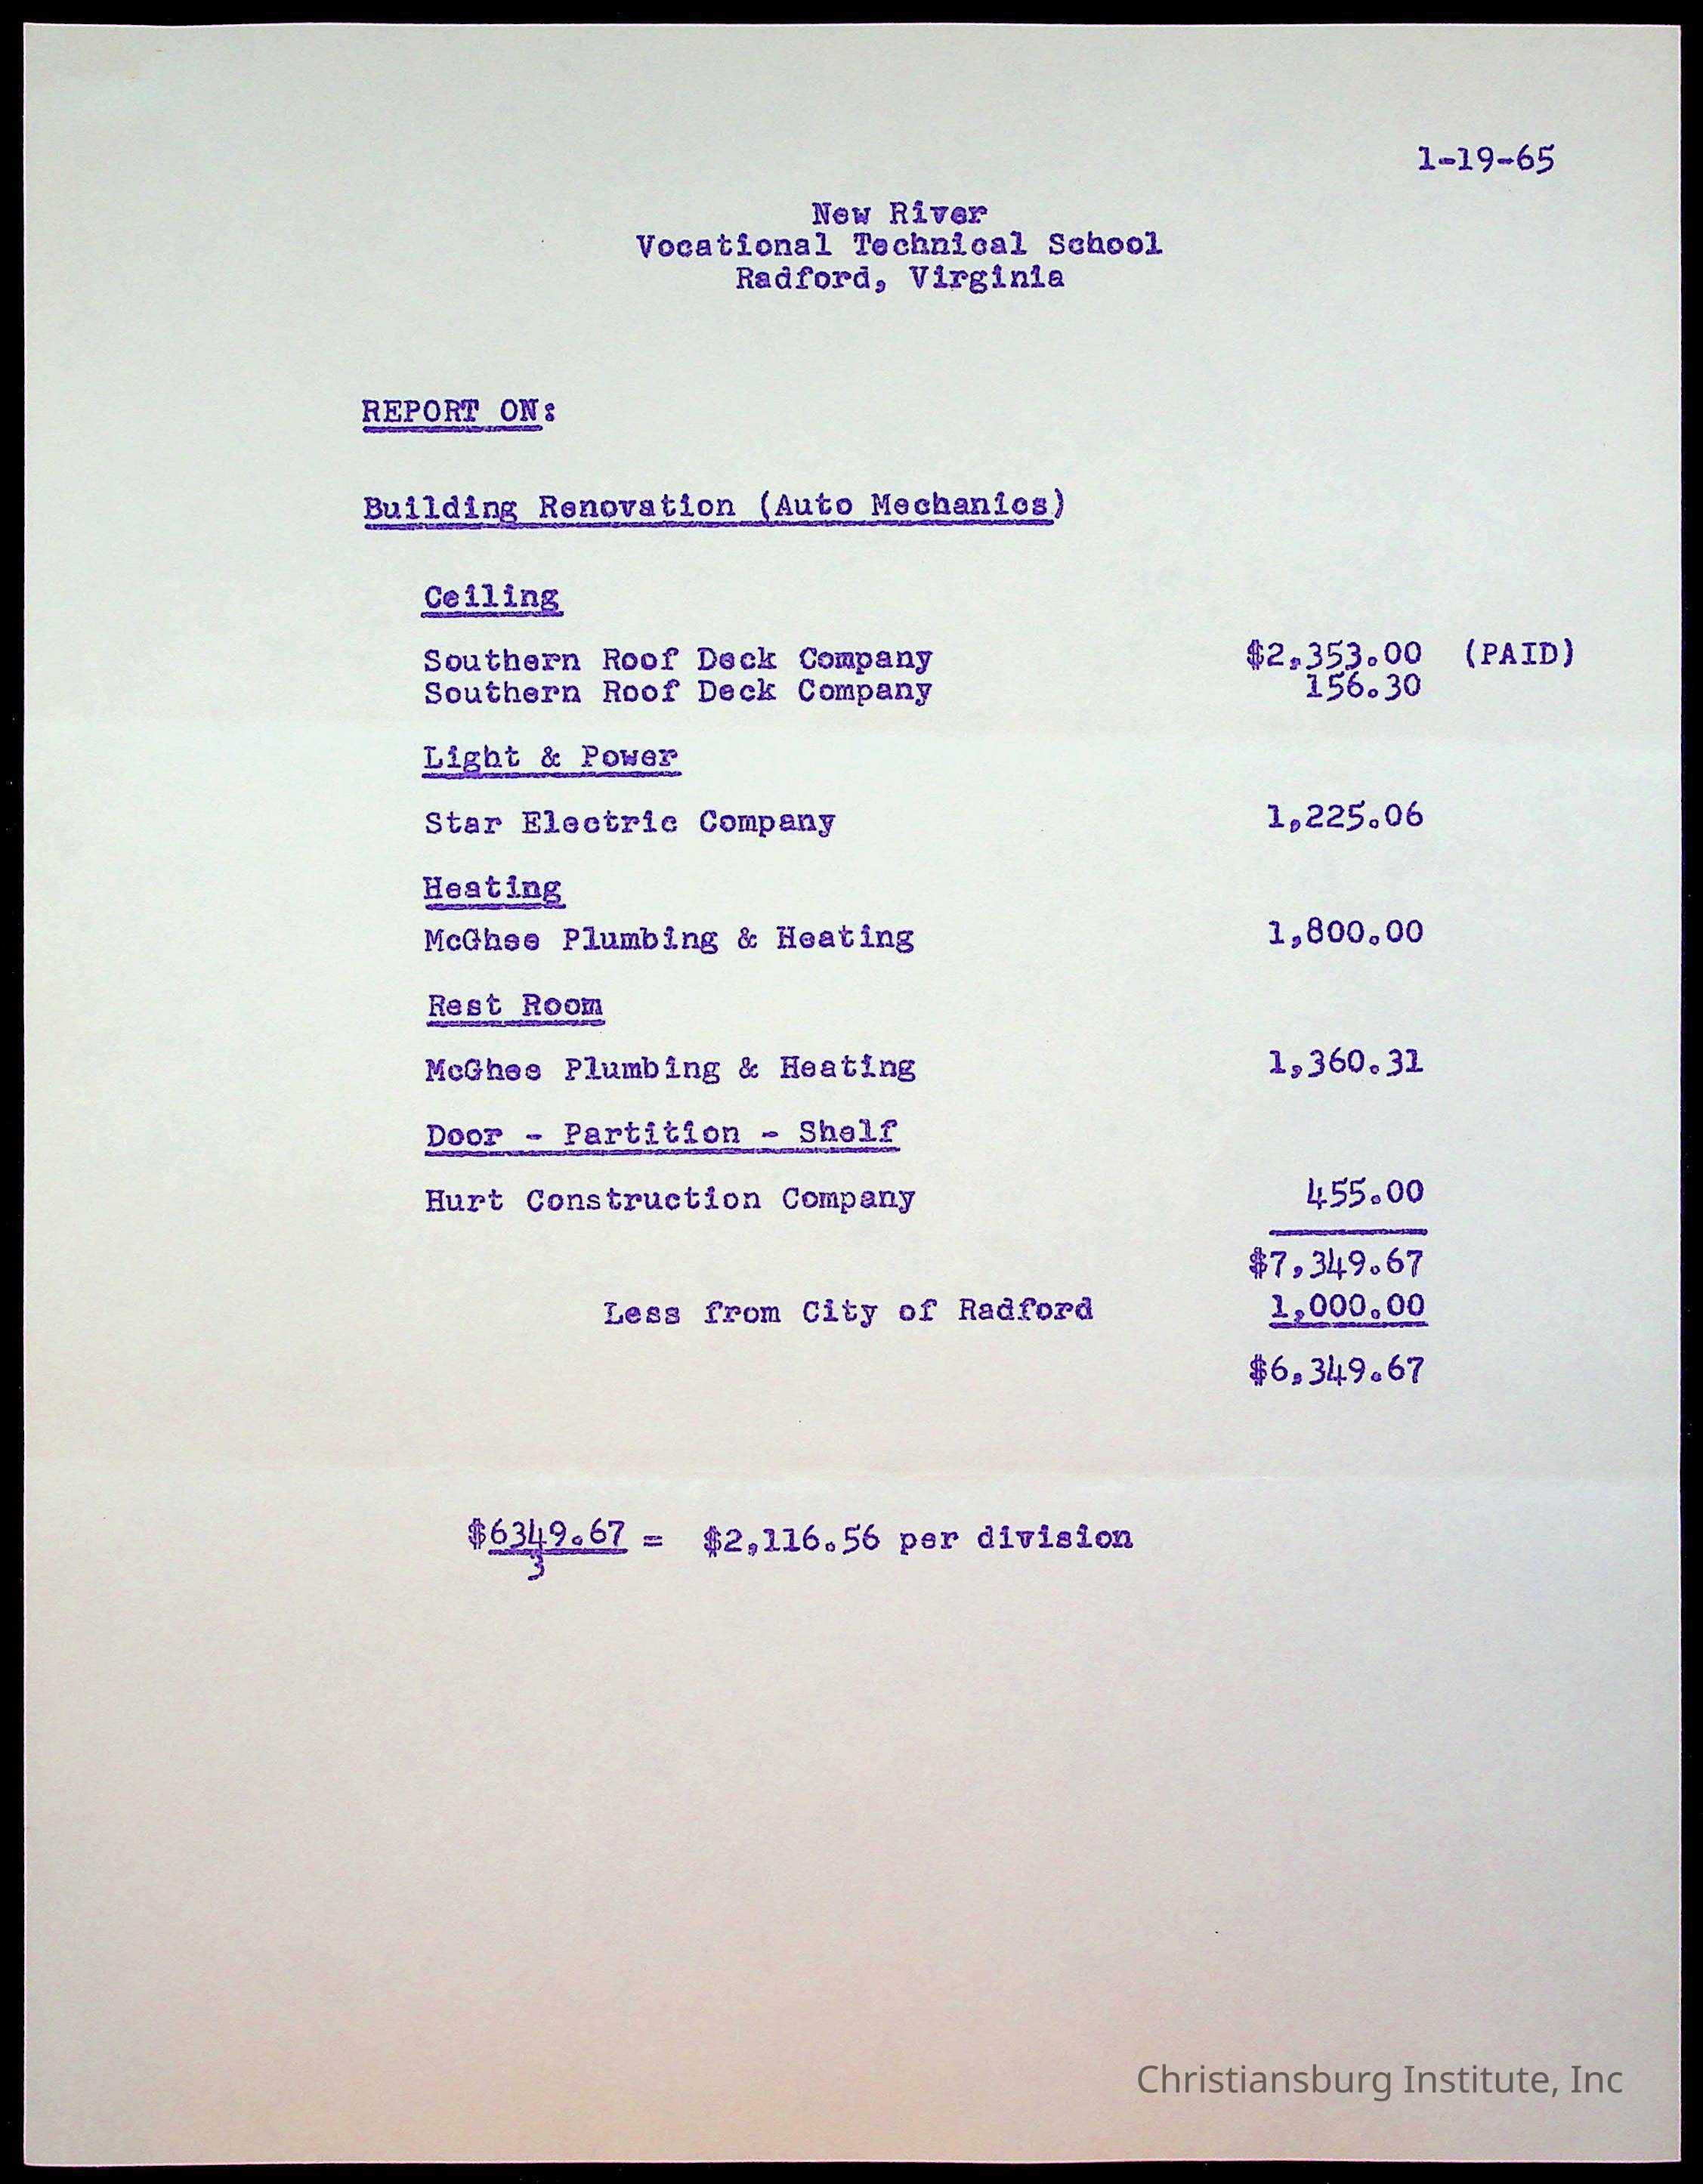 1-19-65
New River
Vocational Technical School
Radford, Virginia
REPORT ON:
Building Renovation (Auto Mechanics)
Ceiling
Southern Roof Deck Company $2,353.00 (PAID)
Southern Roof Deck Company 156.30
Light & Power
Star Electric Company 1,225.06
Heating
McGhee Plumbing & Heating 1,800.00
Rest Room
McGhee Plumbing & Heating 1,360.31
Door - Partition - Shelf
Hurt Construction Company 455.00
$7,349.67
Less from City of Radford 1,000.00
$6,349.67
$6349.67 = $2,116.56 per division
3
Christiansburg Institute, Inc